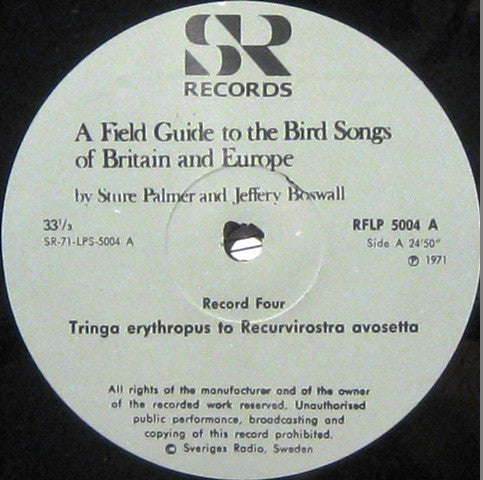 SR
RECORDS
A Field Guide to the Bird Songs
of Britain and Europe
by Sture Palmer and Jeffery Boswall
33⅓ RFLP 5004 A
SR-71-LPS-5004 A Side A 24'50"
Ⓟ 1971
Record Four
Tringa erythropus to Recurvirostra avosetta
All rights of the manufacturer and of the owner
of the recorded work reserved. Unauthorised
public performance, broadcasting and
copying of this record prohibited.
© Sveriges Radio, Sweden